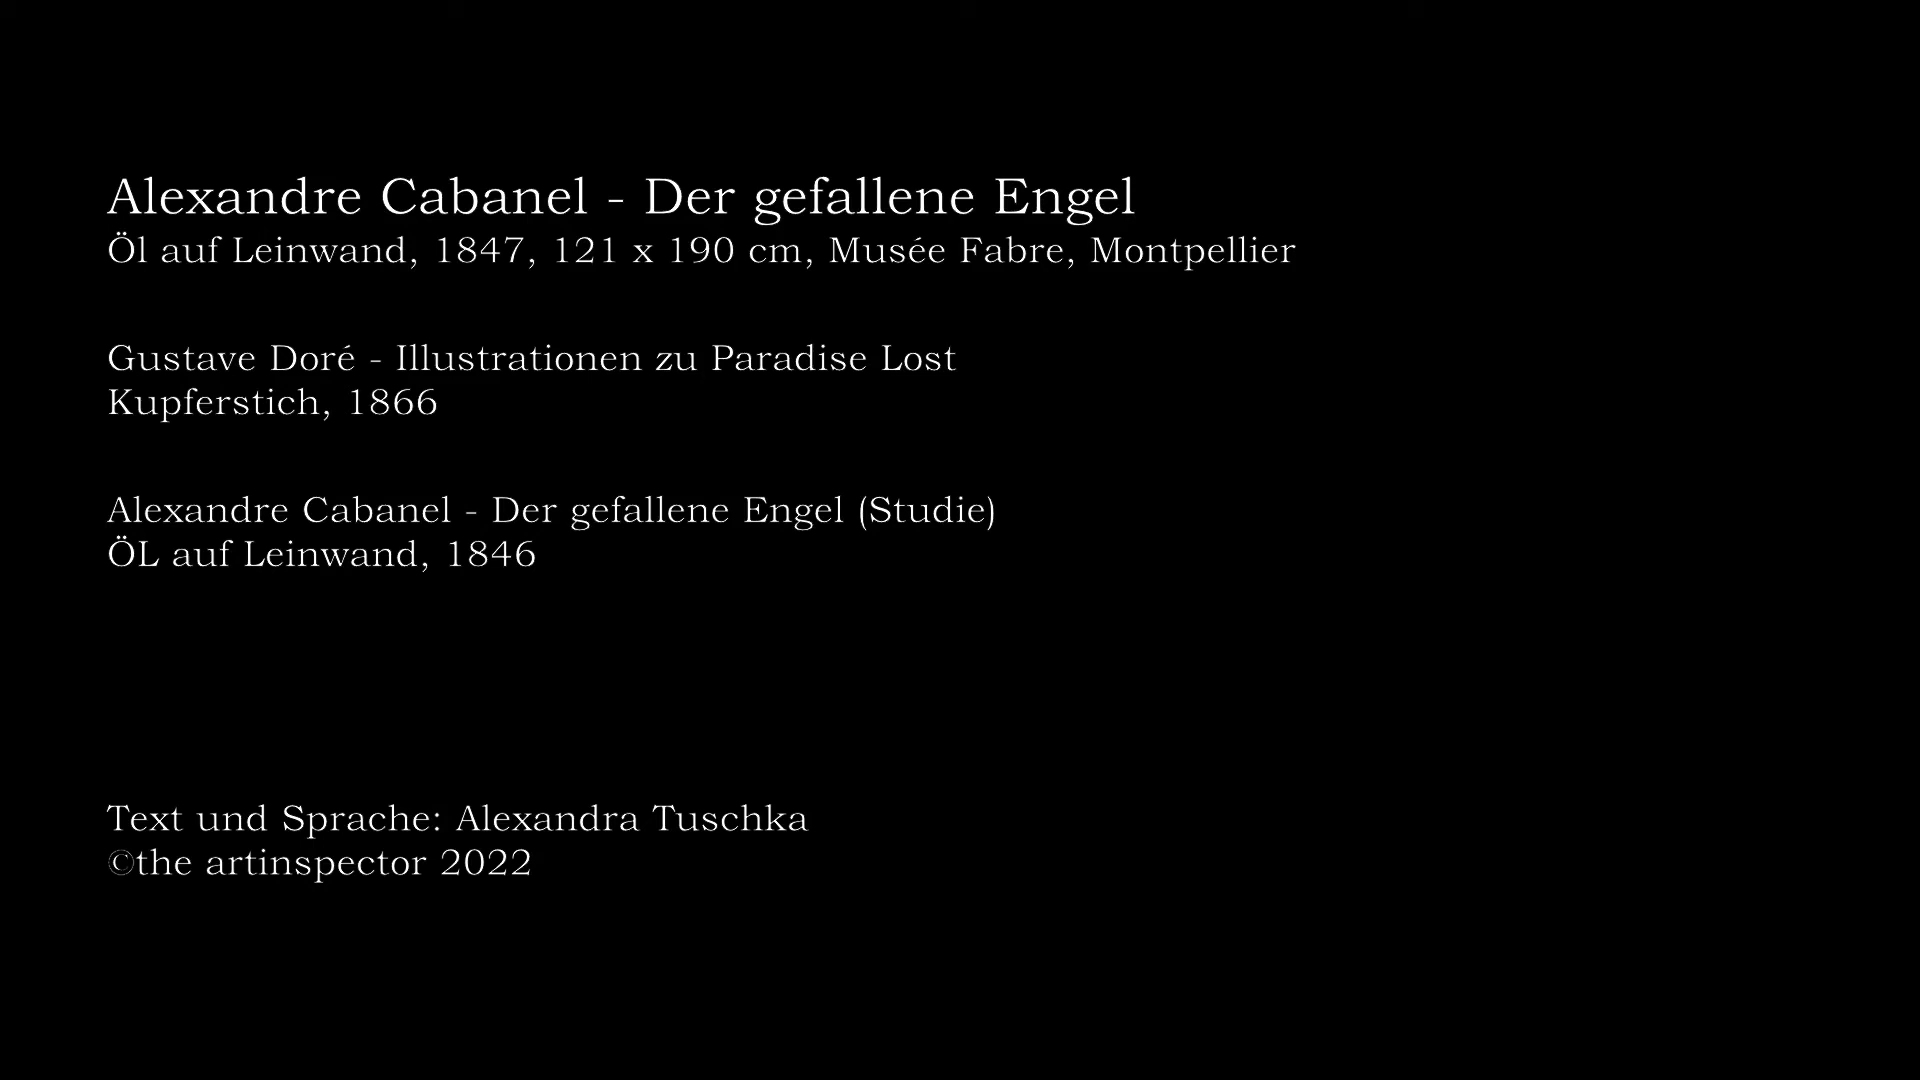 Alexandre Cabanel - Der gefallene Engel
Öl auf Leinwand, 1847, 121 x 190 cm, Musée Fabre, Montpellier
Gustave Doré - Illustrationen zu Paradise Lost
Kupferstich, 1866
Alexandre Cabanel - Der gefallene Engel (Studie)
ÖL auf Leinwand, 1846
Text und Sprache: Alexandra Tuschka
©the artinspector 2022